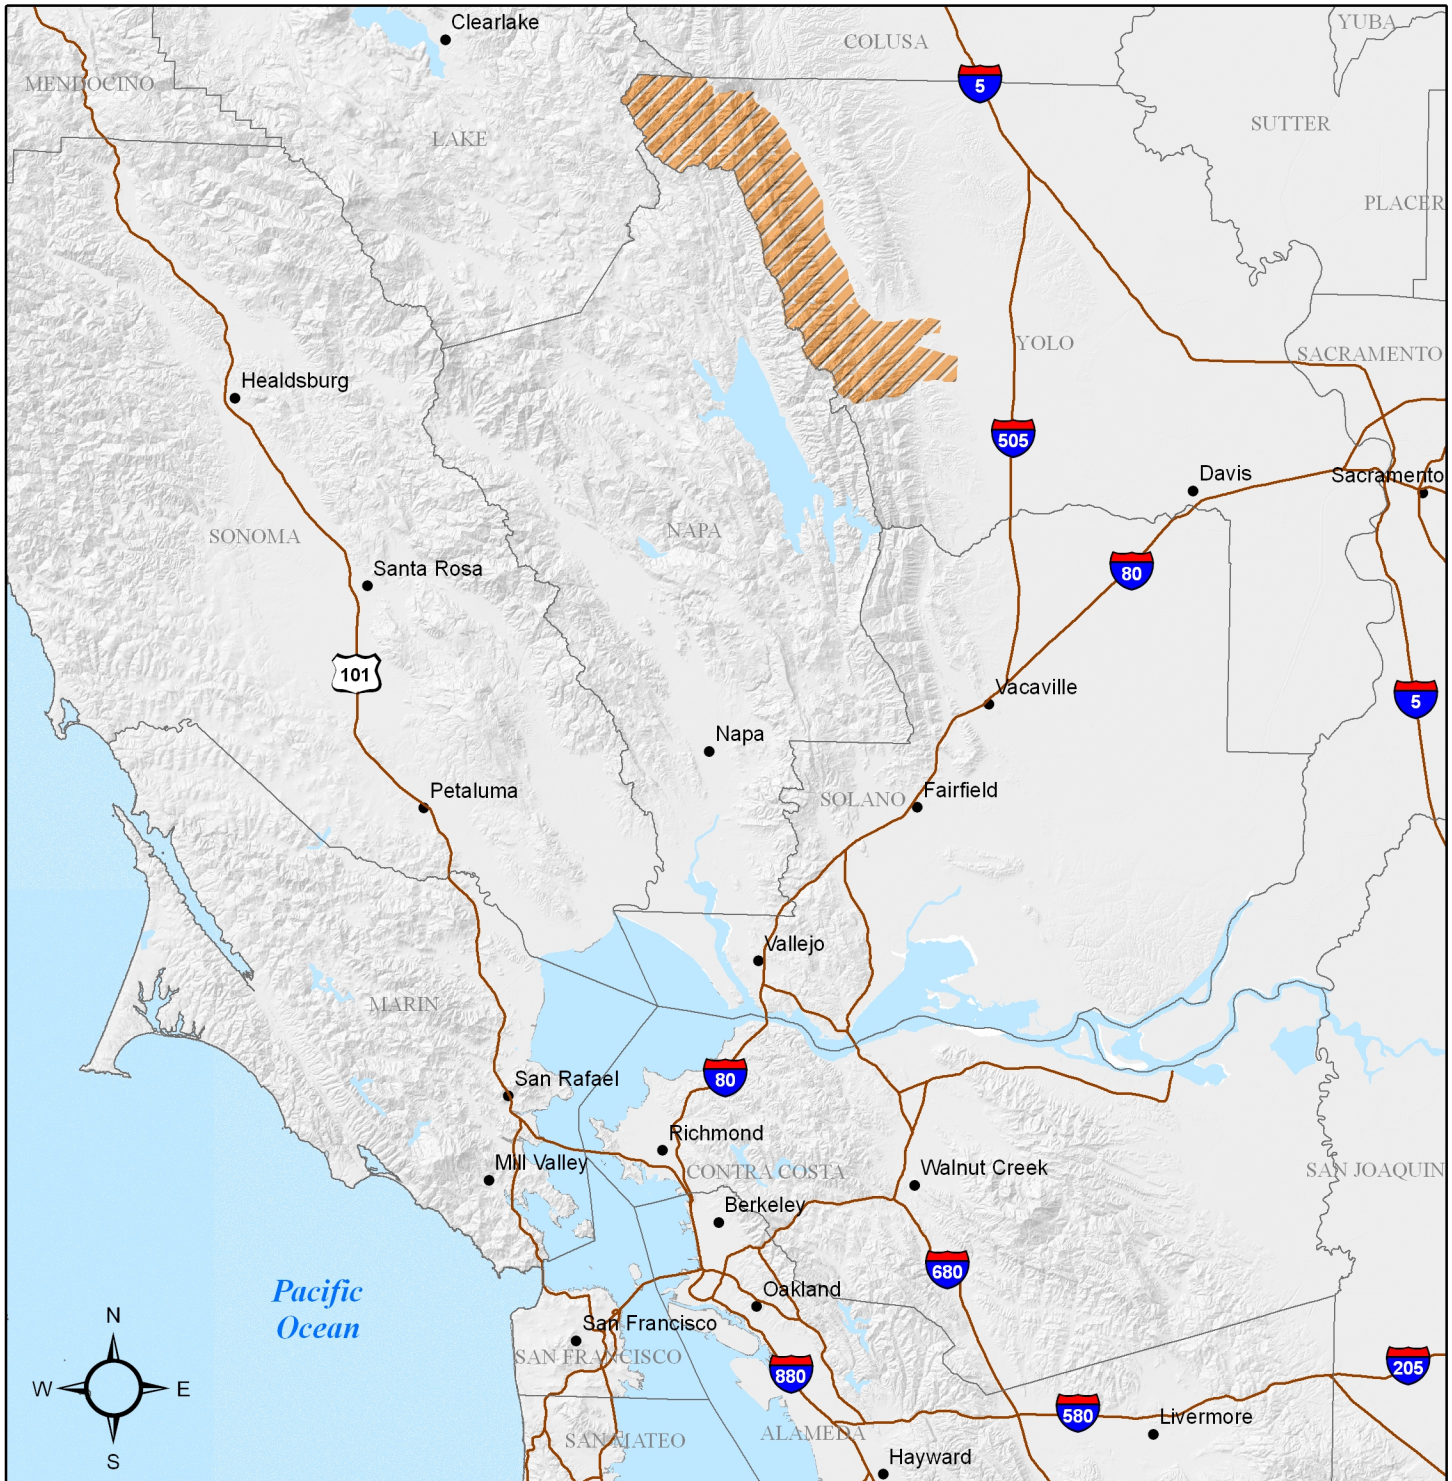 Clearlake
YUBA
COLUSA
MENDOCINO
5
SUTTER
LAKE
PLACER
YOLO
SACRAMENTO
Healdsburg
505
Davis
Sacramento
NAPA
SONOMA
Santa Rosa
80
101
Vacaville
5
Napa
Petaluma
SOLANO
Fairfield
Vallejo
MARIN
San Rafael
80
Richmond
Mill Valley
CONTRA COSTA
Walnut Creek
SAN JOAQUIN
Berkeley
680
Pacific
Ocean
Oakland
N
San Francisco
SAN FRANCISCO
205
880
W
E
580
Livermore
ALAMEDA
SAN MATEO
Hayward
S